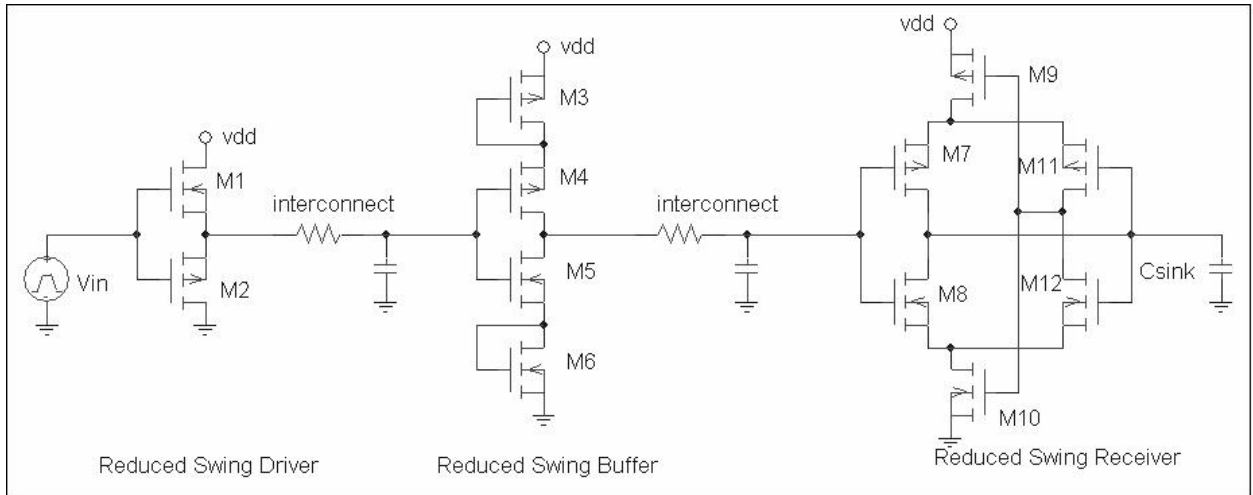 vdd
M9
vdd
M3
vdd
M7
M11
M1
M4
interconnect
interconnect
Vin
M2
M5
M8
M12
Csink
M6
M10
Reduced Swing Driver
Reduced Swing Buffer
Reduced Swing Receiver